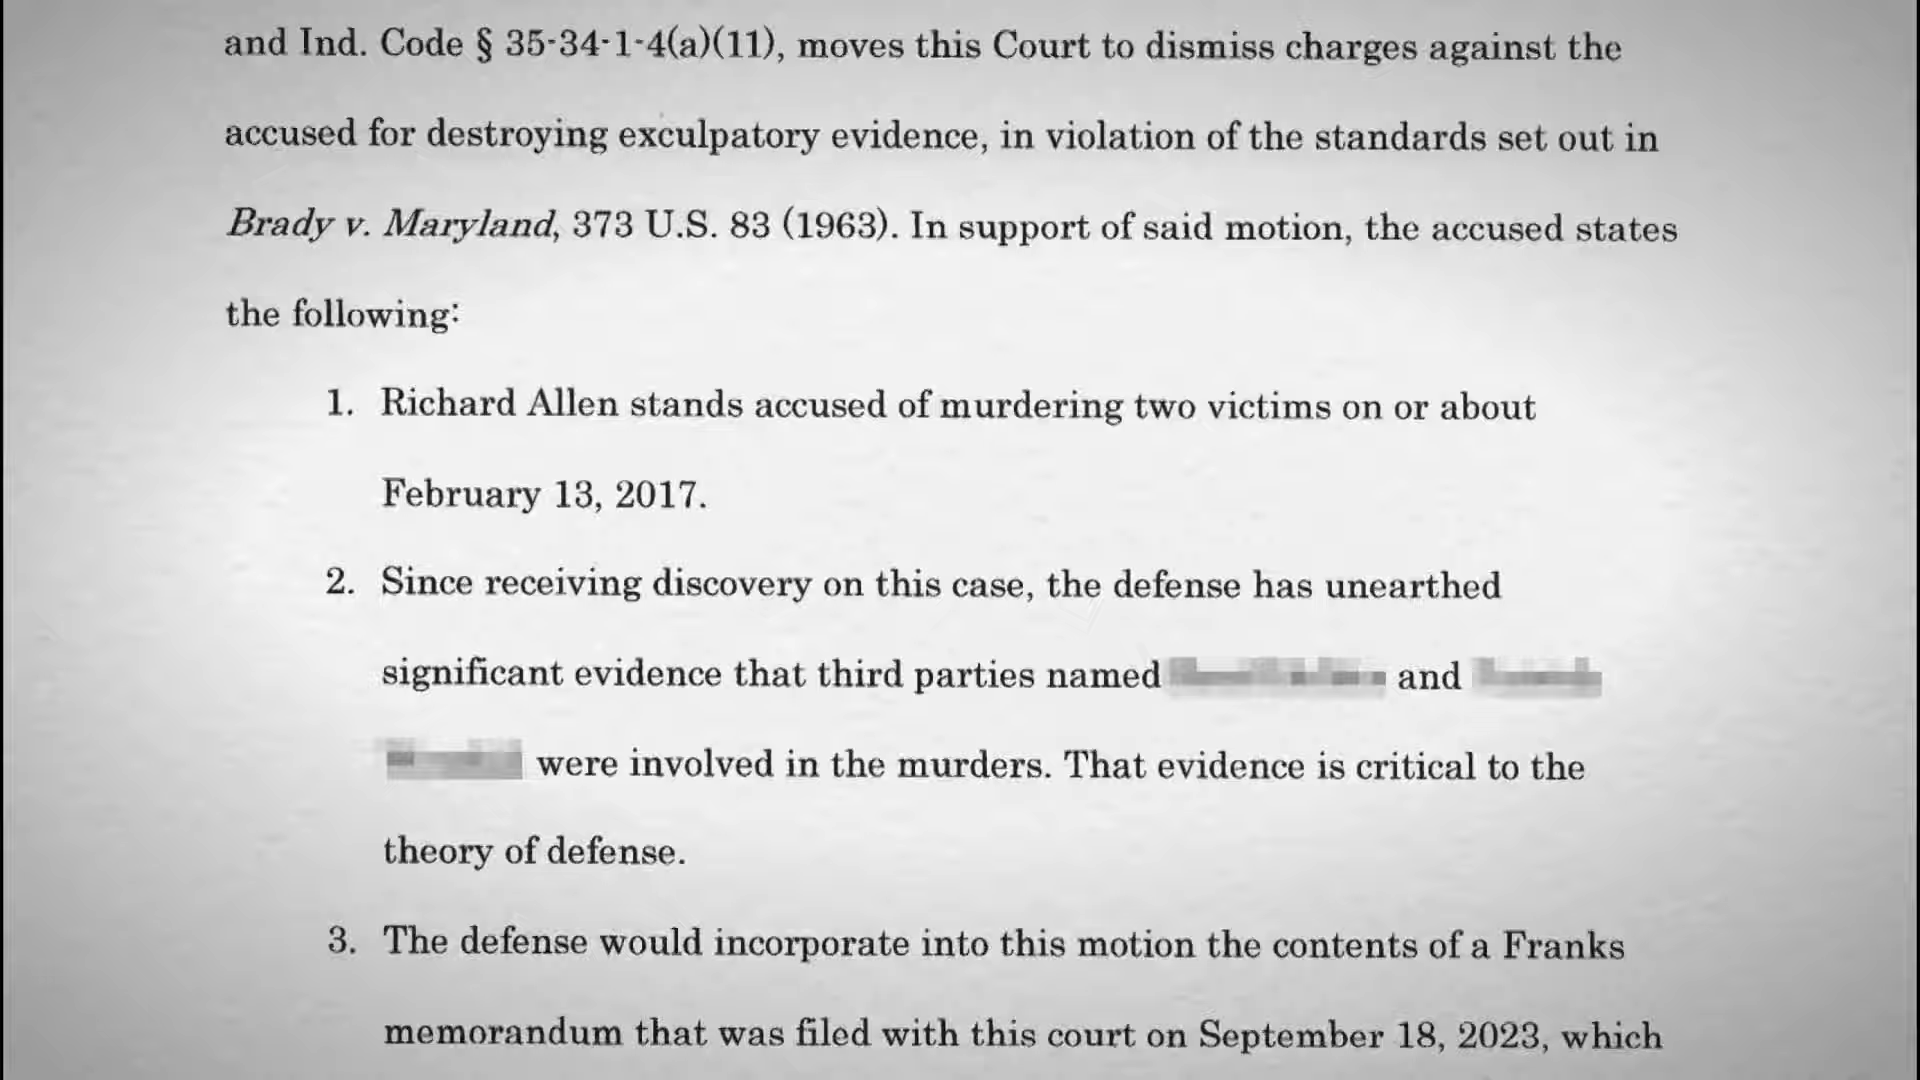 and Ind. Code § 35-34-1-4(a)(11), moves this Court to dismiss charges against the
accused for destroying exculpatory evidence, in violation of the standards set out in
Brady v. Maryland, 373 U.S. 83 (1963). In support of said motion, the accused states
the following:
1. Richard Allen stands accused of murdering two victims on or about
February 13, 2017.
2. Since receiving discovery on this case, the defense has unearthed
significant evidence that third parties named and
were involved in the murders. That evidence is critical to the
theory of defense.
3. The defense would incorporate into this motion the contents of a Franks
memorandum that was filed with this court on September 18, 2023, which